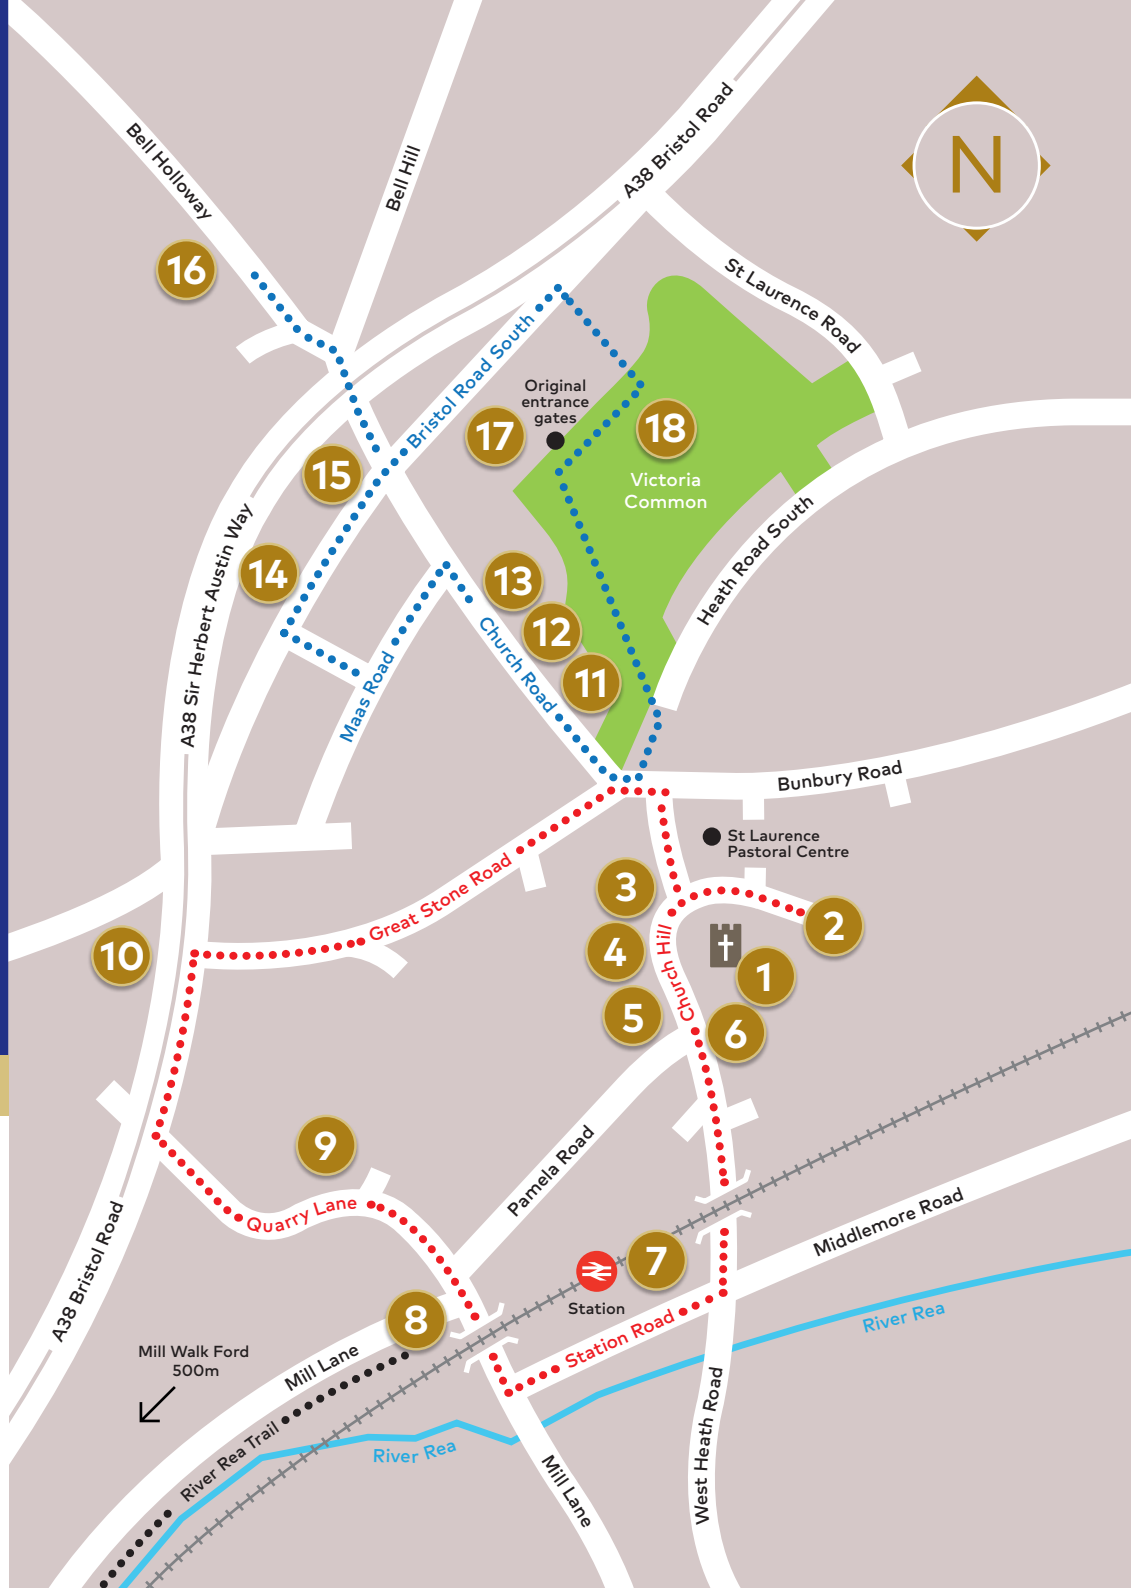 Bell Holloway
Bell Hill
A38 Bristol Road
N
St Laurence Road
16
Bristol Road South
Original
entrance
gates
17
18
Victoria
Common
15
14
A38 Sir Herbert Austin Way
13
12
11
Heath Road South
Church Road
Maas Road
Bunbury Road
St Laurence
Pastoral Centre
Great Stone Road
3
2
10
4
Church Hill
1
5
6
9
Pamela Road
Quarry Lane
A38 Bristol Road
7
Middlemore Road
Station
8
Station Road
River Rea
Mill Walk Ford
500m
Mill Lane
River Rea Trail
River Rea
Mill Lane
West Heath Road